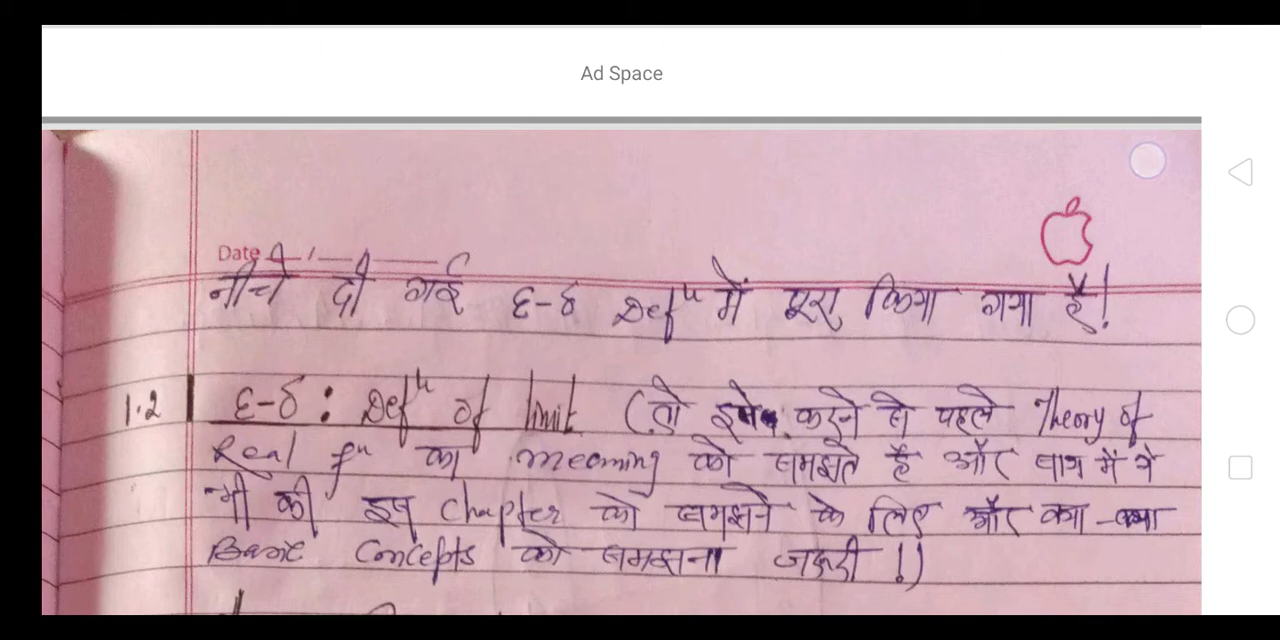 Ad Space
Date
नीचे दी गई ε-δ Defⁿ में पूरा किया गया है!
1.2 ε-δ: Defⁿ of limit (तो इसे करने से पहले Theory of
Real fⁿ का meaning को समझते है और साथ में ये
भी की इस Chapter को समझने के लिए और क्या-क्या
Basic Concepts को समझना जरूरी!)